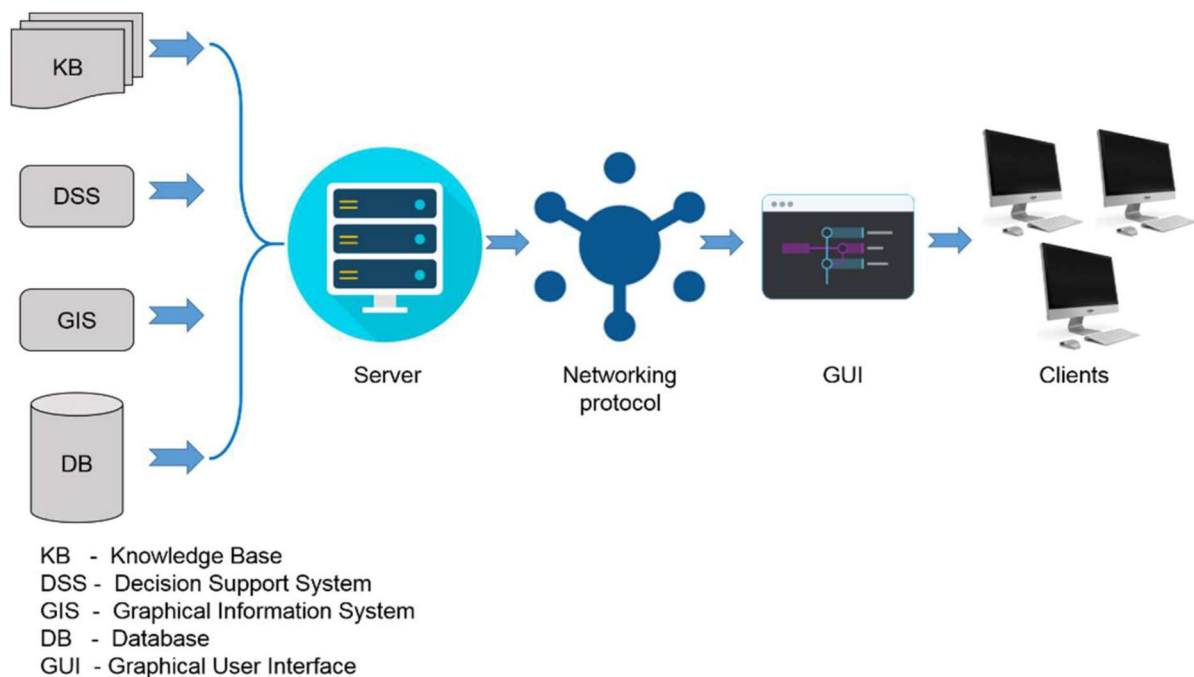 KB
DSS
GIS
DB
Server
Networking
protocol
GUI
Clients
KB - Knowledge Base
DSS - Decision Support System
GIS - Graphical Information System
DB - Database
GUI - Graphical User Interface